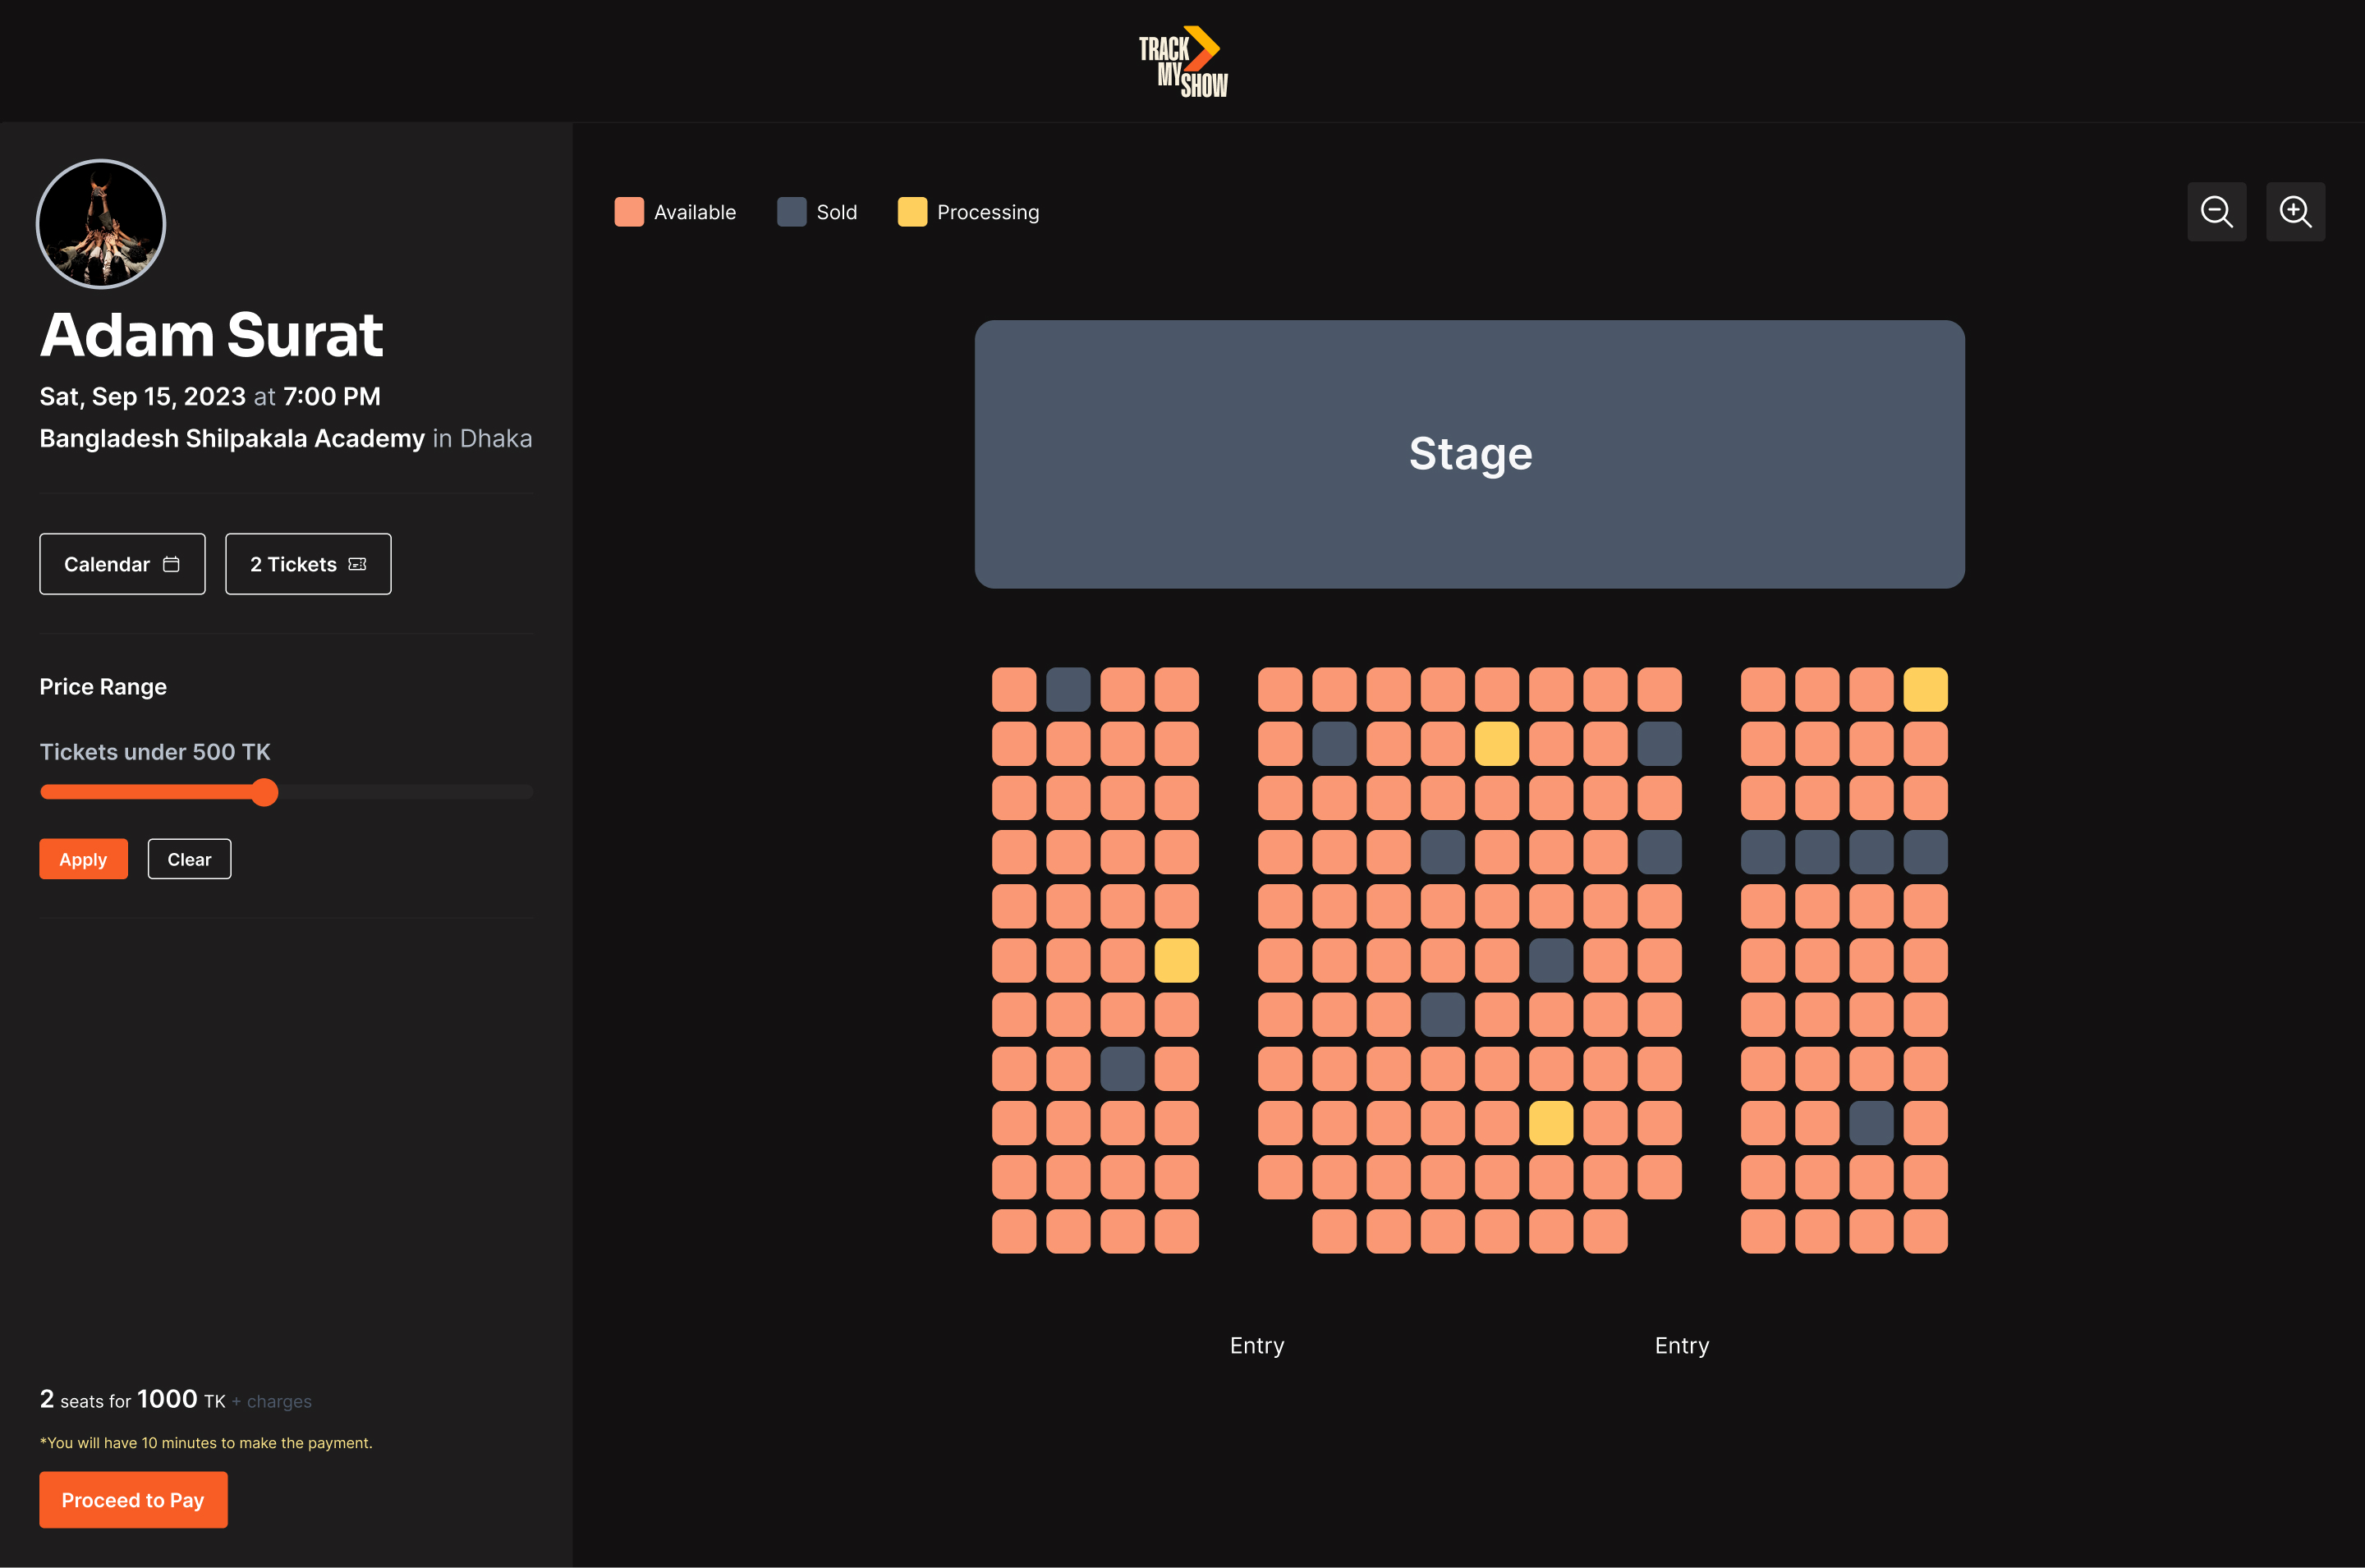 TRACK
MY
SHOW
Adam Surat
Sat, Sep 15, 2023 at 7:00 PM
Bangladesh Shilpakala Academy in Dhaka
Calendar
2 Tickets
Price Range
Tickets under 500 TK
Apply
Clear
2 seats for 1000 TK + charges
*You will have 10 minutes to make the payment.
Proceed to Pay
Available
Sold
Processing
Stage
Entry
Entry